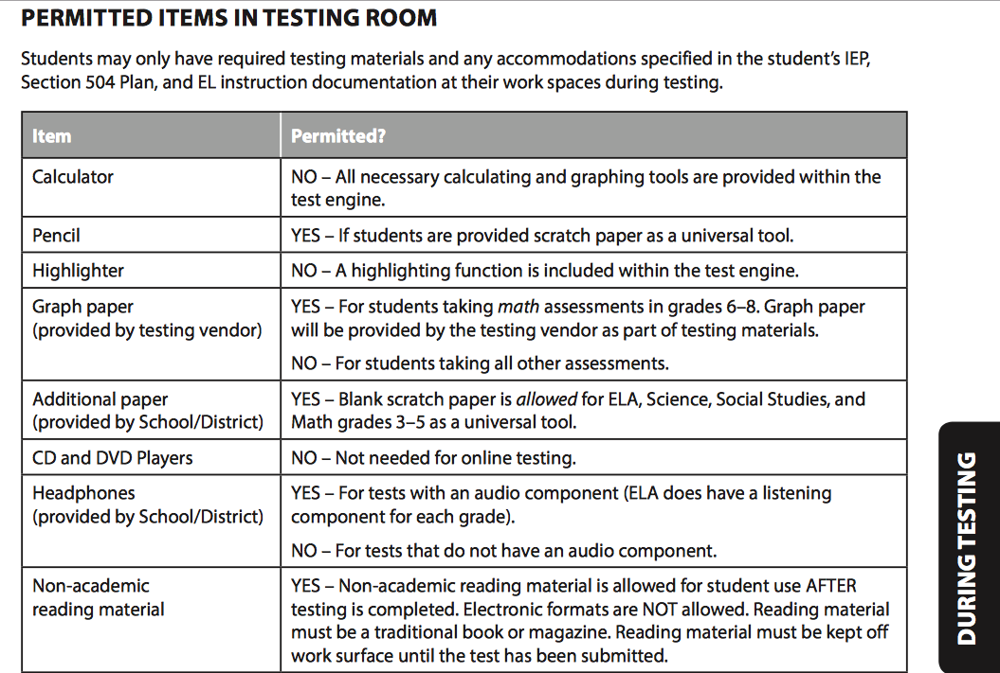 PERMITTED ITEMS IN TESTING ROOM
Students may only have required testing materials and any accommodations specified in the student's IEP,
Section 504 Plan, and EL instruction documentation at their work spaces during testing.
Item
Permitted?
Calculator
NO – All necessary calculating and graphing tools are provided within the
test engine.
Pencil
YES – If students are provided scratch paper as a universal tool.
Highlighter
NO – A highlighting function is included within the test engine.
Graph paper
(provided by testing vendor)
YES – For students taking math assessments in grades 6–8. Graph paper
will be provided by the testing vendor as part of testing materials.
NO – For students taking all other assessments.
Additional paper
(provided by School/District)
YES – Blank scratch paper is allowed for ELA, Science, Social Studies, and
Math grades 3–5 as a universal tool.
CD and DVD Players
NO – Not needed for online testing.
Headphones
(provided by School/District)
YES – For tests with an audio component (ELA does have a listening
component for each grade).
NO – For tests that do not have an audio component.
Non-academic
reading material
YES – Non-academic reading material is allowed for student use AFTER
testing is completed. Electronic formats are NOT allowed. Reading material
must be a traditional book or magazine. Reading material must be kept off
work surface until the test has been submitted.
DURING TESTING